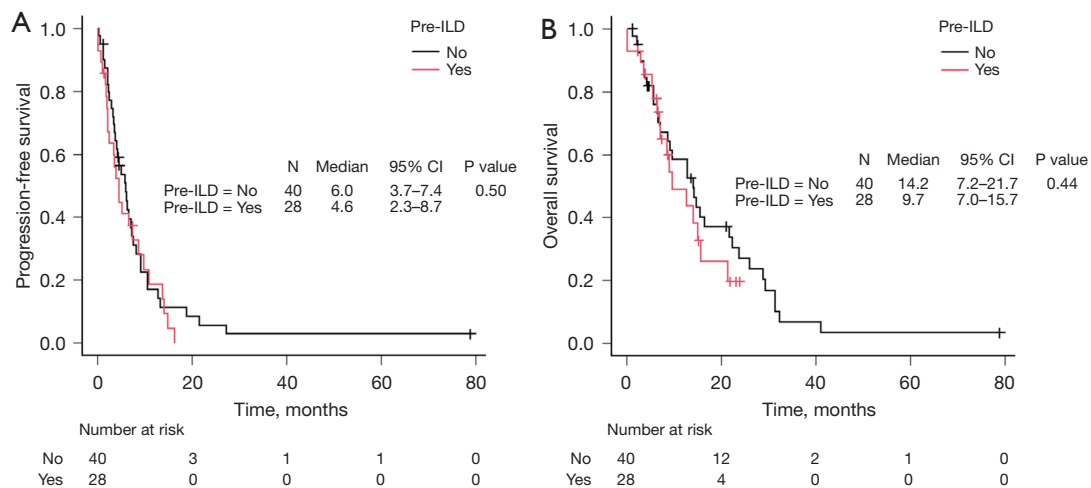 A
Pre-ILD
No
Yes
Progression-free survival
1.0
0.8
0.6
0.4
0.2
0.0
N Median 95% CI P value
Pre-ILD = No 40 6.0 3.7–7.4 0.50
Pre-ILD = Yes 28 4.6 2.3–8.7
0 20 40 60 80
Time, months
Number at risk
No 40 3 1 1 0
Yes 28 0 0 0 0
B
Pre-ILD
No
Yes
Overall survival
1.0
0.8
0.6
0.4
0.2
0.0
N Median 95% CI P value
Pre-ILD = No 40 14.2 7.2–21.7 0.44
Pre-ILD = Yes 28 9.7 7.0–15.7
0 20 40 60 80
Time, months
Number at risk
No 40 12 2 1 0
Yes 28 4 0 0 0